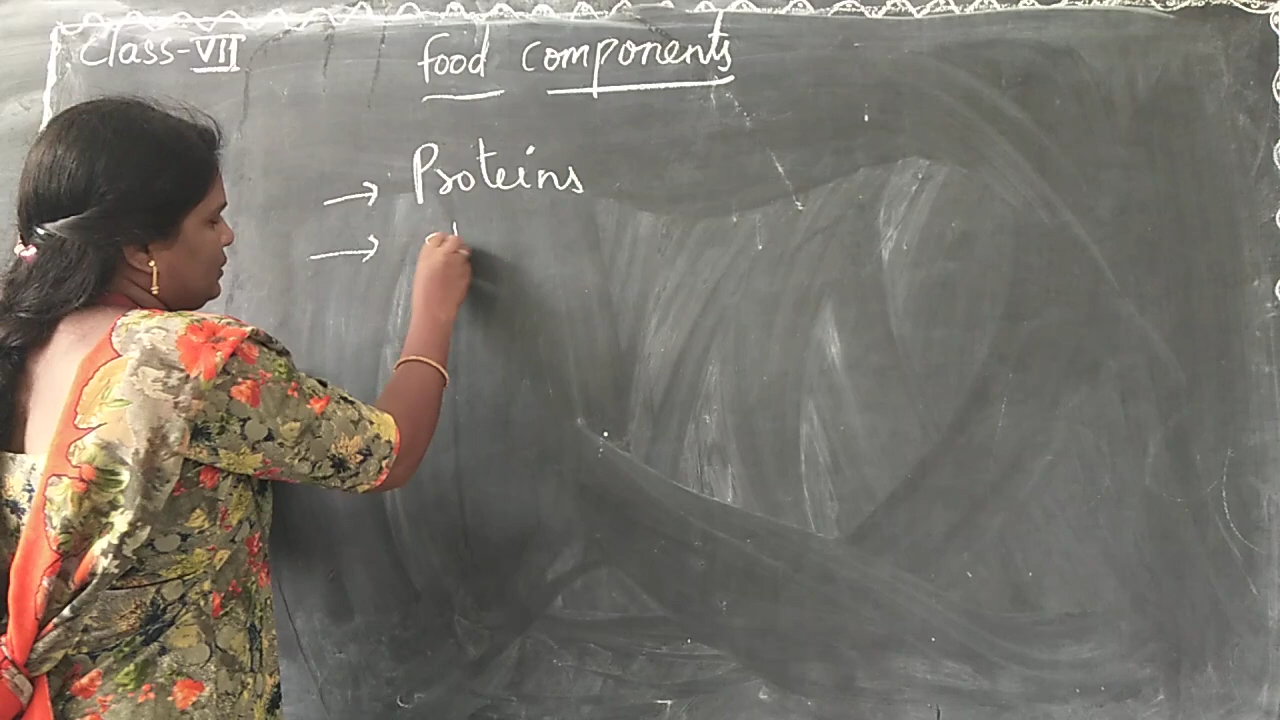 Class-VII
food components
→ Proteins
→